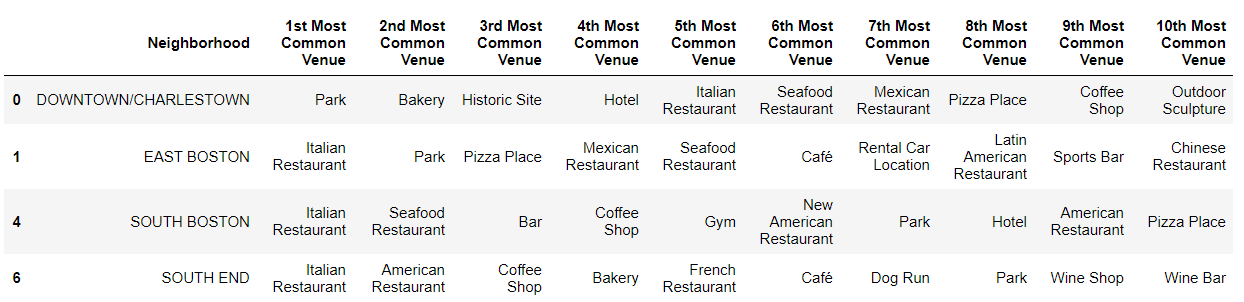 Neighborhood 1st Most Common Venue 2nd Most Common Venue 3rd Most Common Venue 4th Most Common Venue 5th Most Common Venue 6th Most Common Venue 7th Most Common Venue 8th Most Common Venue 9th Most Common Venue 10th Most Common Venue
0 DOWNTOWN/CHARLESTOWN Park Bakery Historic Site Hotel Italian Restaurant Seafood Restaurant Mexican Restaurant Pizza Place Coffee Shop Outdoor Sculpture
1 EAST BOSTON Italian Restaurant Park Pizza Place Mexican Restaurant Seafood Restaurant Café Rental Car Location Latin American Restaurant Sports Bar Chinese Restaurant
4 SOUTH BOSTON Italian Restaurant Seafood Restaurant Bar Coffee Shop Gym New American Restaurant Park Hotel American Restaurant Pizza Place
6 SOUTH END Italian Restaurant American Restaurant Coffee Shop Bakery French Restaurant Café Dog Run Park Wine Shop Wine Bar